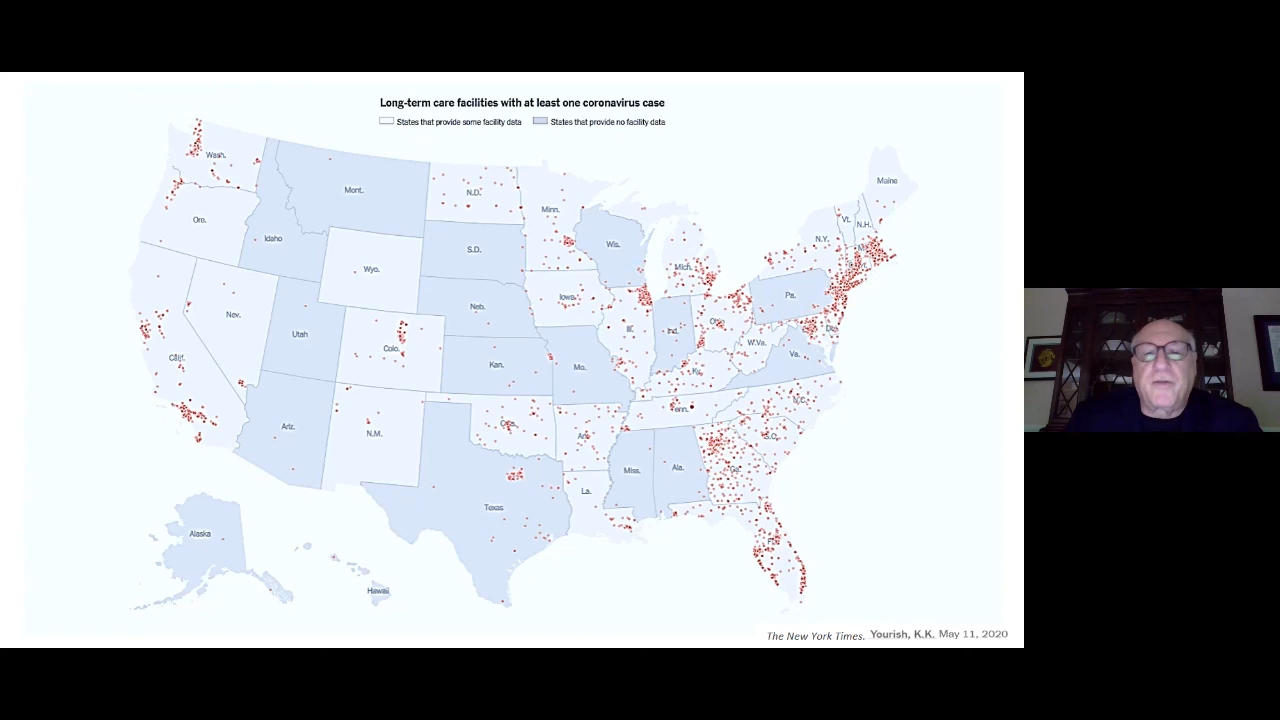 Long-term care facilities with at least one coronavirus case
States that provide some facility data States that provide no facility data
Wash.
Mont.
N.D.
Minn.
Maine
Ore.
Idaho
Wyo.
S.D.
Wis.
Mich.
N.Y.
Vt.
N.H.
Nev.
Utah
Colo.
Neb.
Iowa
Ill.
Ind.
Ohio
Pa.
Calif.
Kan.
Mo.
Ky.
W.Va.
Va.
Del.
Ariz.
N.M.
Okla.
Ark.
Tenn.
N.C.
S.C.
Texas
La.
Miss.
Ala.
Ga.
Alaska
Hawaii
The New York Times. Yourish, K.K. May 11, 2020